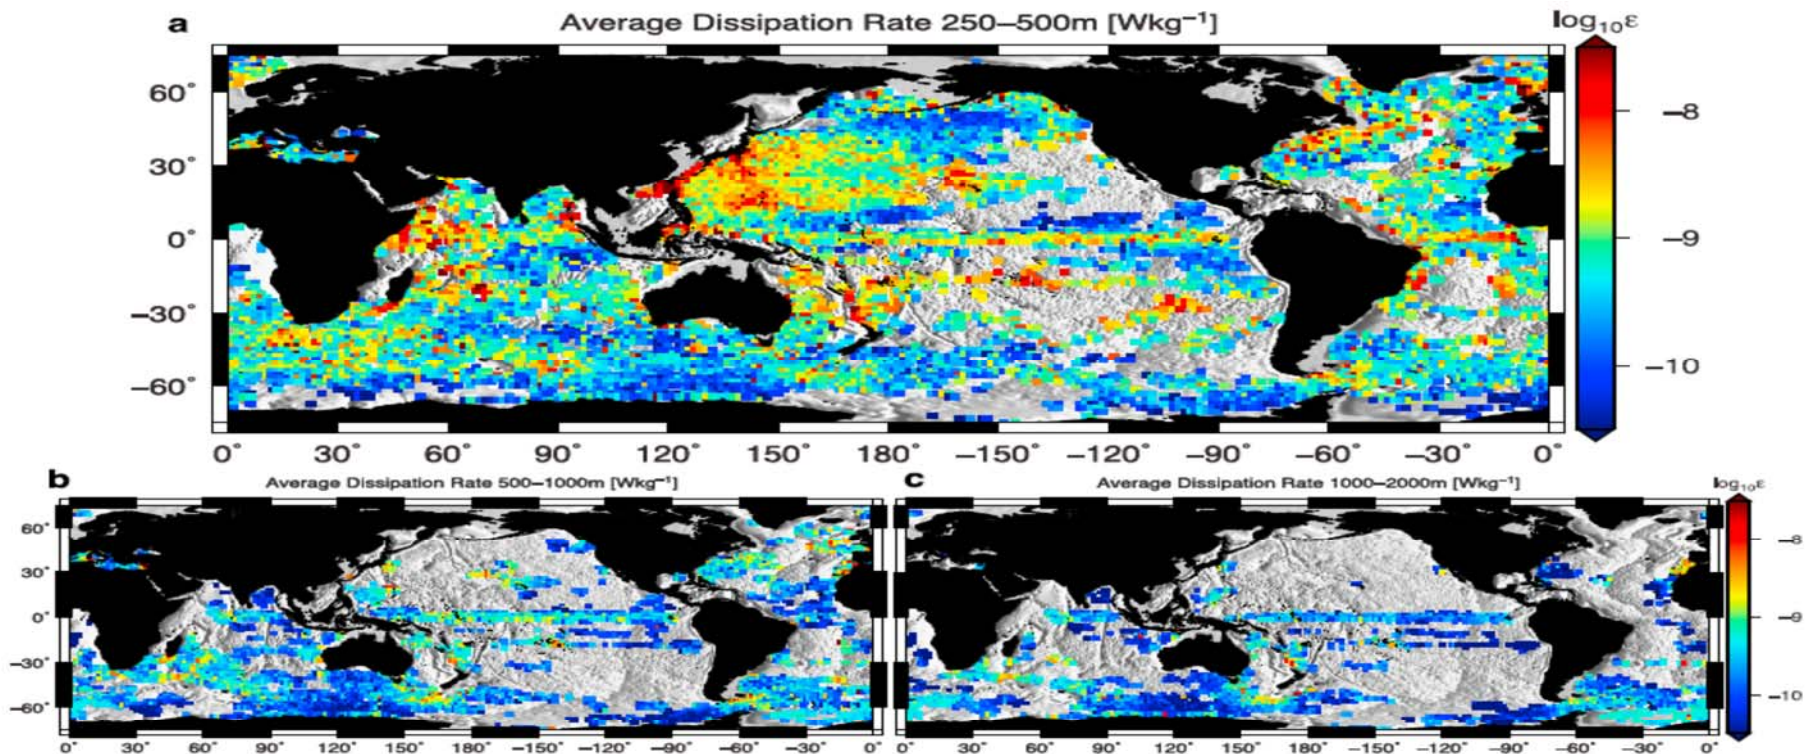 a Average Dissipation Rate 250–500m [Wkg⁻¹] log₁₀ε
60° 30° 0° −30° −60°
−8 −9 −10
0° 30° 60° 90° 120° 150° 180° −150° −120° −90° −60° −30° 0°
b Average Dissipation Rate 500–1000m [Wkg⁻¹]
60° 30° 0° −30° −60°
0° 30° 60° 90° 120° 150° 180° −150° −120° −90° −60° −30° 0°
c Average Dissipation Rate 1000–2000m [Wkg⁻¹] log₁₀ε
−8 −9 −10
0° 30° 60° 90° 120° 150° 180° −150° −120° −90° −60° −30° 0°